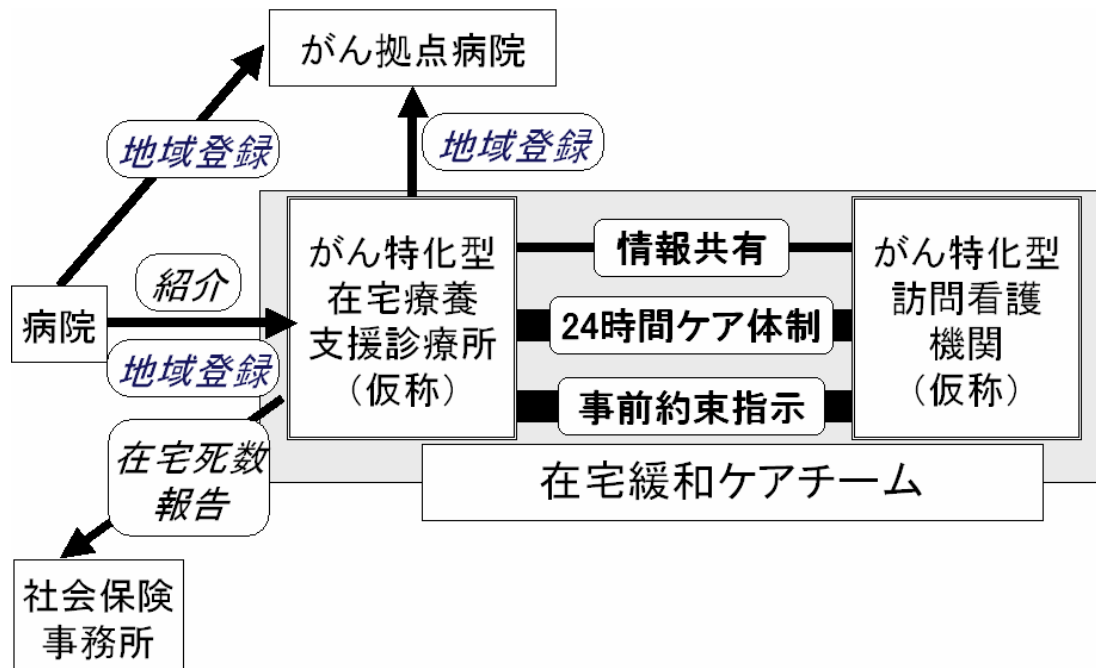 がん拠点病院
地域登録
地域登録
がん特化型
在宅療養
支援診療所
（仮称）
情報共有
24時間ケア体制
事前約束指示
がん特化型
訪問看護
機関
（仮称）
紹介
病院
地域登録
在宅死数
報告
在宅緩和ケアチーム
社会保険
事務所